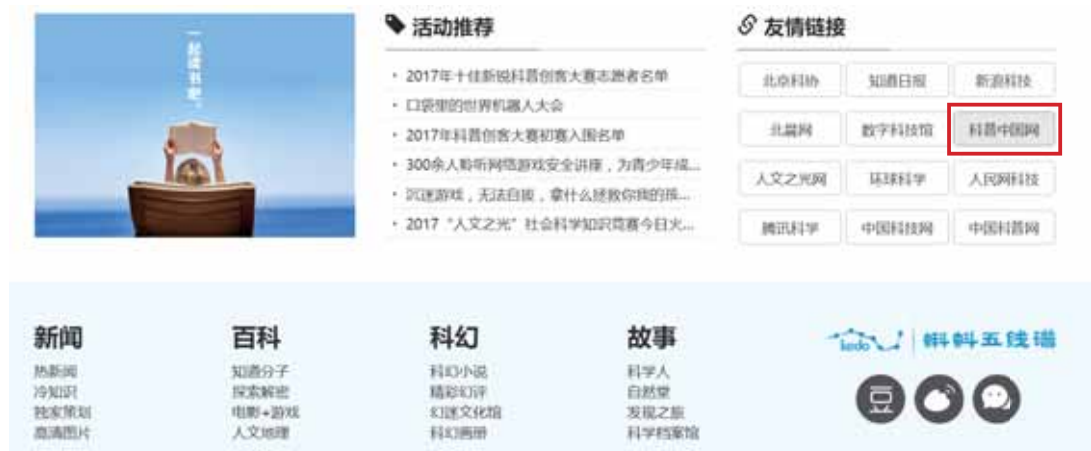 一起读书吧。
活动推荐
· 2017年十佳新锐科普创客大赛志愿者名单
· 口袋里的世界机器人大会
· 2017年科普创客大赛初赛入围名单
· 300余人聆听网络游戏安全讲座，为青少年成...
· 沉迷游戏，无法自拔，拿什么拯救你我的孩...
· 2017“人文之光”社会科学知识竞赛今日火...
友情链接
北京科协 知道日报 新浪科技
北晨网 数字科技馆 科普中国网
人文之光网 环球科学 人民网科技
腾讯科学 中国科技网 中国科普网
新闻
热新闻
冷知识
独家策划
高清图片
百科
知道分子
探索解密
电影+游戏
人文地理
科幻
科幻小说
精彩幻评
幻迷文化馆
科幻画册
故事
科学人
自然堂
发现之旅
科学档案馆
kedo 蝌蚪五线谱
豆